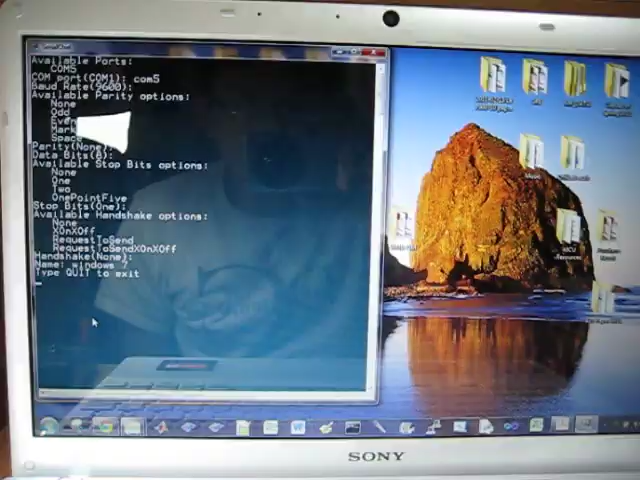 Available Ports:
COM5
COM port(COM1): com5
Baud Rate(9600):
Available Parity options:
None
Odd
Even
Mark
Space
Parity(None):
Data Bits(8):
Available Stop Bits options:
None
One
Two
OnePointFive
Stop Bits(One):
Available Handshake options:
None
XOnXOff
RequestToSend
RequestToSendXOnXOff
Handshake(None):
Name: windows 7
Type QUIT to exit
Music
SONY